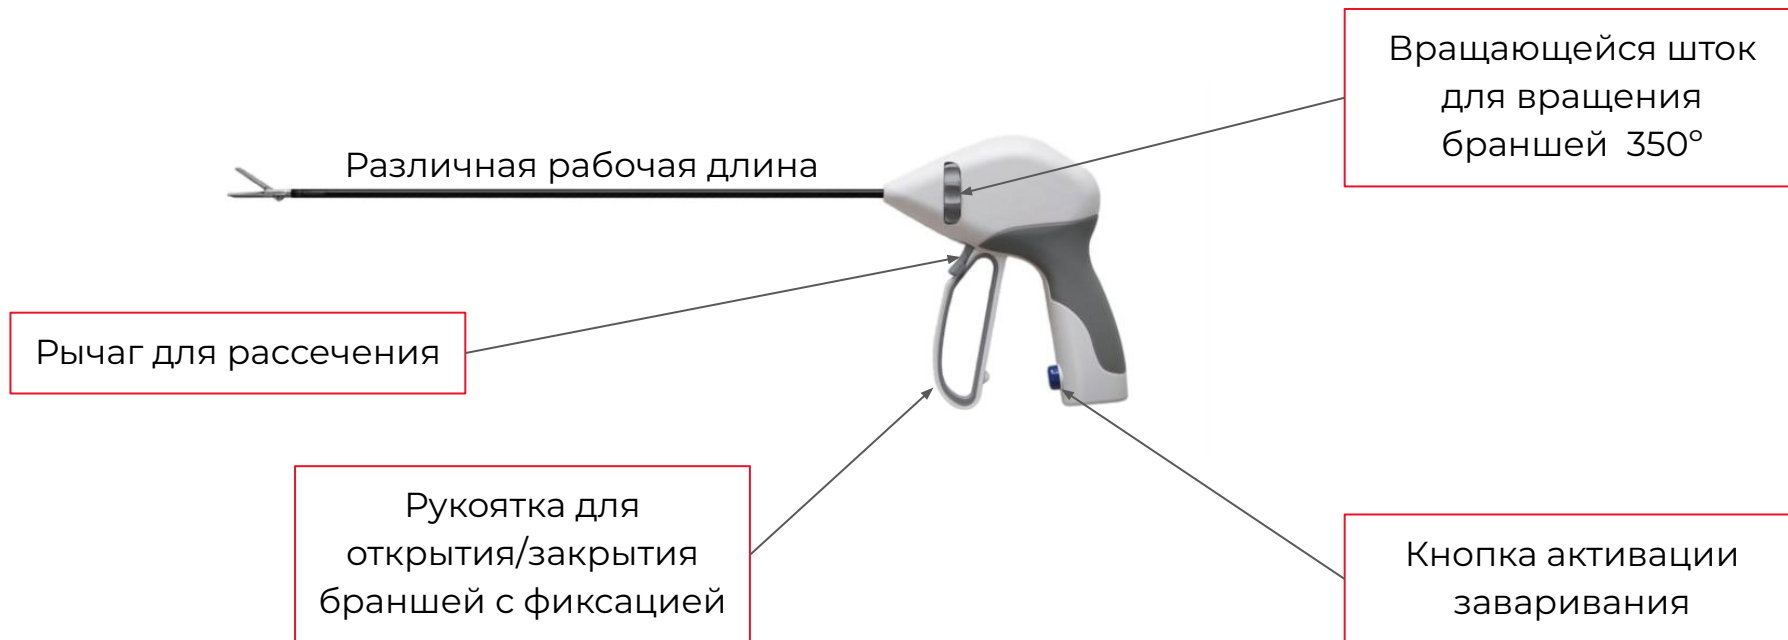 Вращающейся шток
для вращения
браншей 350°
Различная рабочая длина
Рычаг для рассечения
Рукоятка для
открытия/закрытия
браншей с фиксацией
Кнопка активации
заваривания